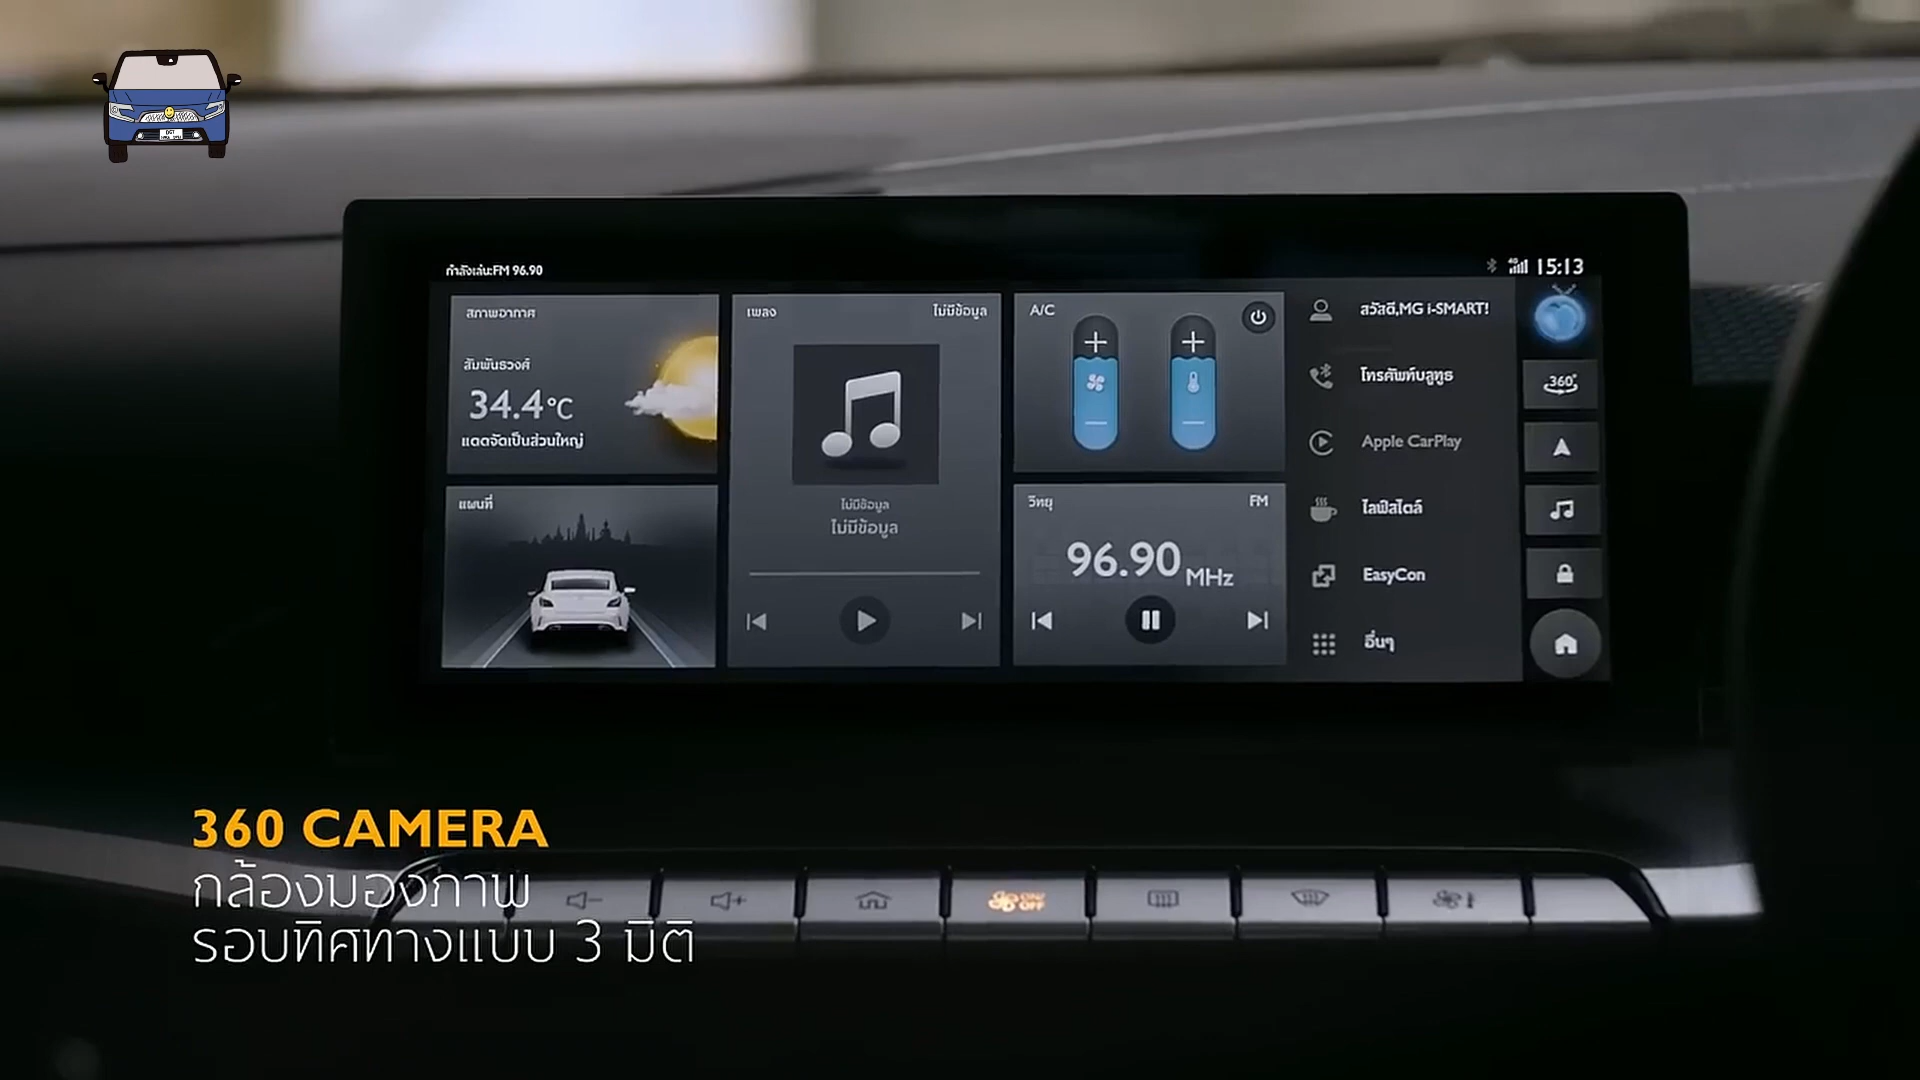 กำลังเล่น:FM 96.90
4G 15:13
สภาพอากาศ
สัมพันธวงศ์
34.4°C
แดดจัดเป็นส่วนใหญ่
แผนที่
เพลง ไม่มีข้อมูล
ไม่มีข้อมูล
ไม่มีข้อมูล
A/C
วิทยุ FM
96.90 MHz
สวัสดี,MG i-SMART!
โทรศัพท์บลูทูธ
Apple CarPlay
ไลฟ์สไตล์
EasyCon
อื่นๆ
360°
360 CAMERA
กล้องมองภาพ
รอบทิศทางแบบ 3 มิติ
ON/
OFF